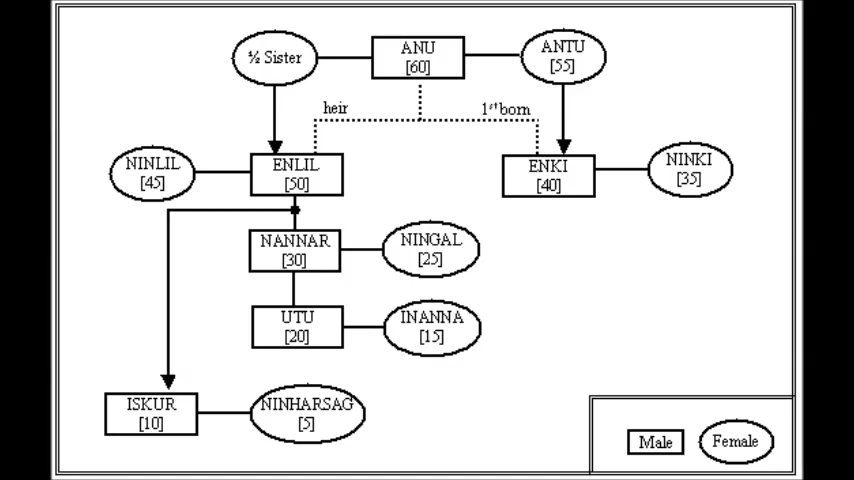 ½ Sister
ANU
[60]
ANTU
[55]
heir
1st born
NINLIL
[45]
ENLIL
[50]
ENKI
[40]
NINKI
[35]
NANNAR
[30]
NINGAL
[25]
UTU
[20]
INANNA
[15]
ISKUR
[10]
NINHARSAG
[5]
Male
Female